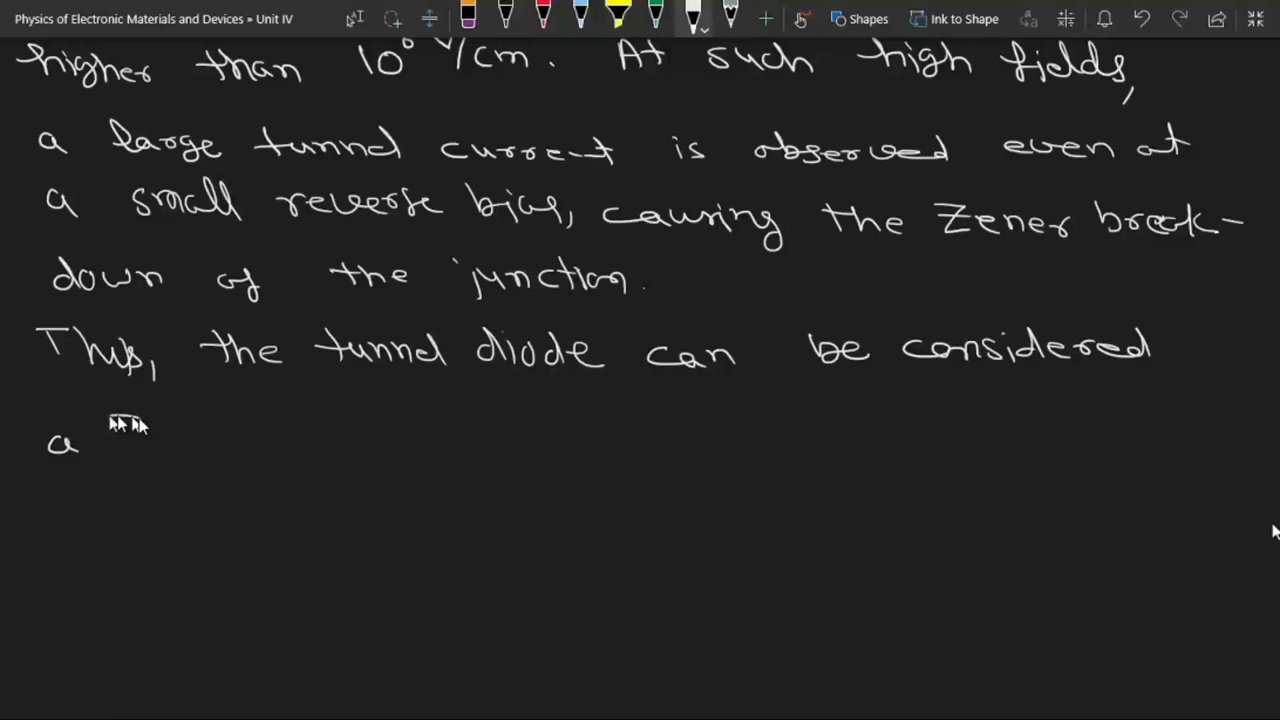 Physics of Electronic Materials and Devices » Unit IV
Shapes
Ink to Shape
higher than 10⁶ V/cm. At such high fields,
a large tunnel current is observed even at
a small reverse bias, causing the Zener break-
down of the junction.
Thus, the tunnel diode can be considered
a